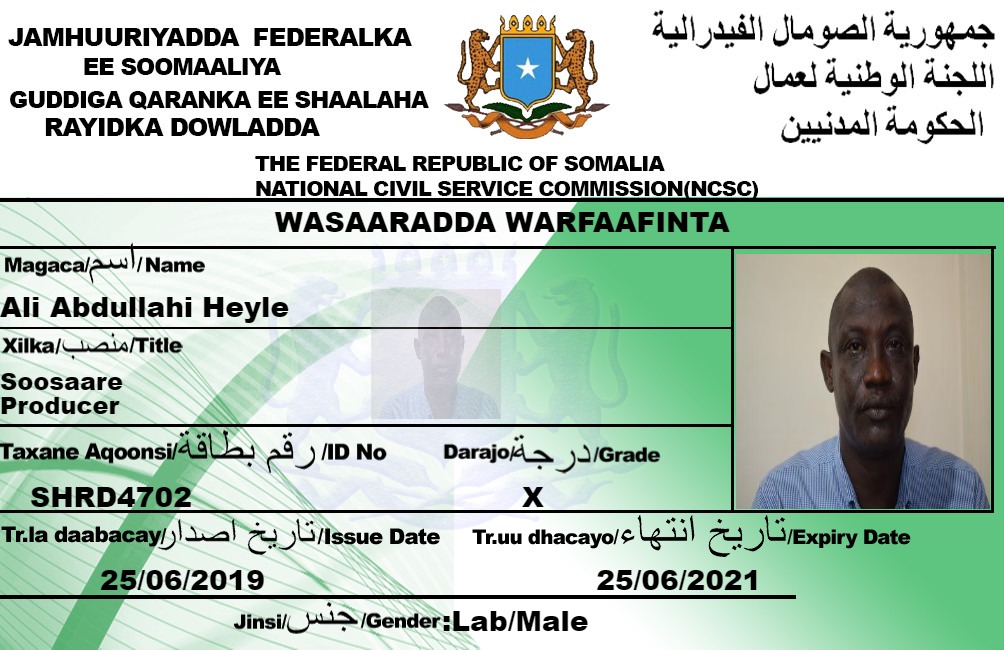 JAMHUURIYADDA FEDERALKA
EE SOOMAALIYA
GUDDIGA QARANKA EE SHAALAHA
RAYIDKA DOWLADDA
جمهورية الصومال الفيدرالية
اللجنة الوطنية لعمال
الحكومة المدنيين
THE FEDERAL REPUBLIC OF SOMALIA
NATIONAL CIVIL SERVICE COMMISSION(NCSC)
WASAARADDA WARFAAFINTA
Magaca/اسم/Name
Ali Abdullahi Heyle
Xilka/منصب/Title
Soosaare
Producer
Taxane Aqoonsi/رقم بطاقة/ID No
SHRD4702
Darajo/درجة/Grade
X
Tr.la daabacay/تاريخ اصدار/Issue Date
25/06/2019
Tr.uu dhacayo/تاريخ انتهاء/Expiry Date
25/06/2021
Jinsi/جنس/Gender:Lab/Male